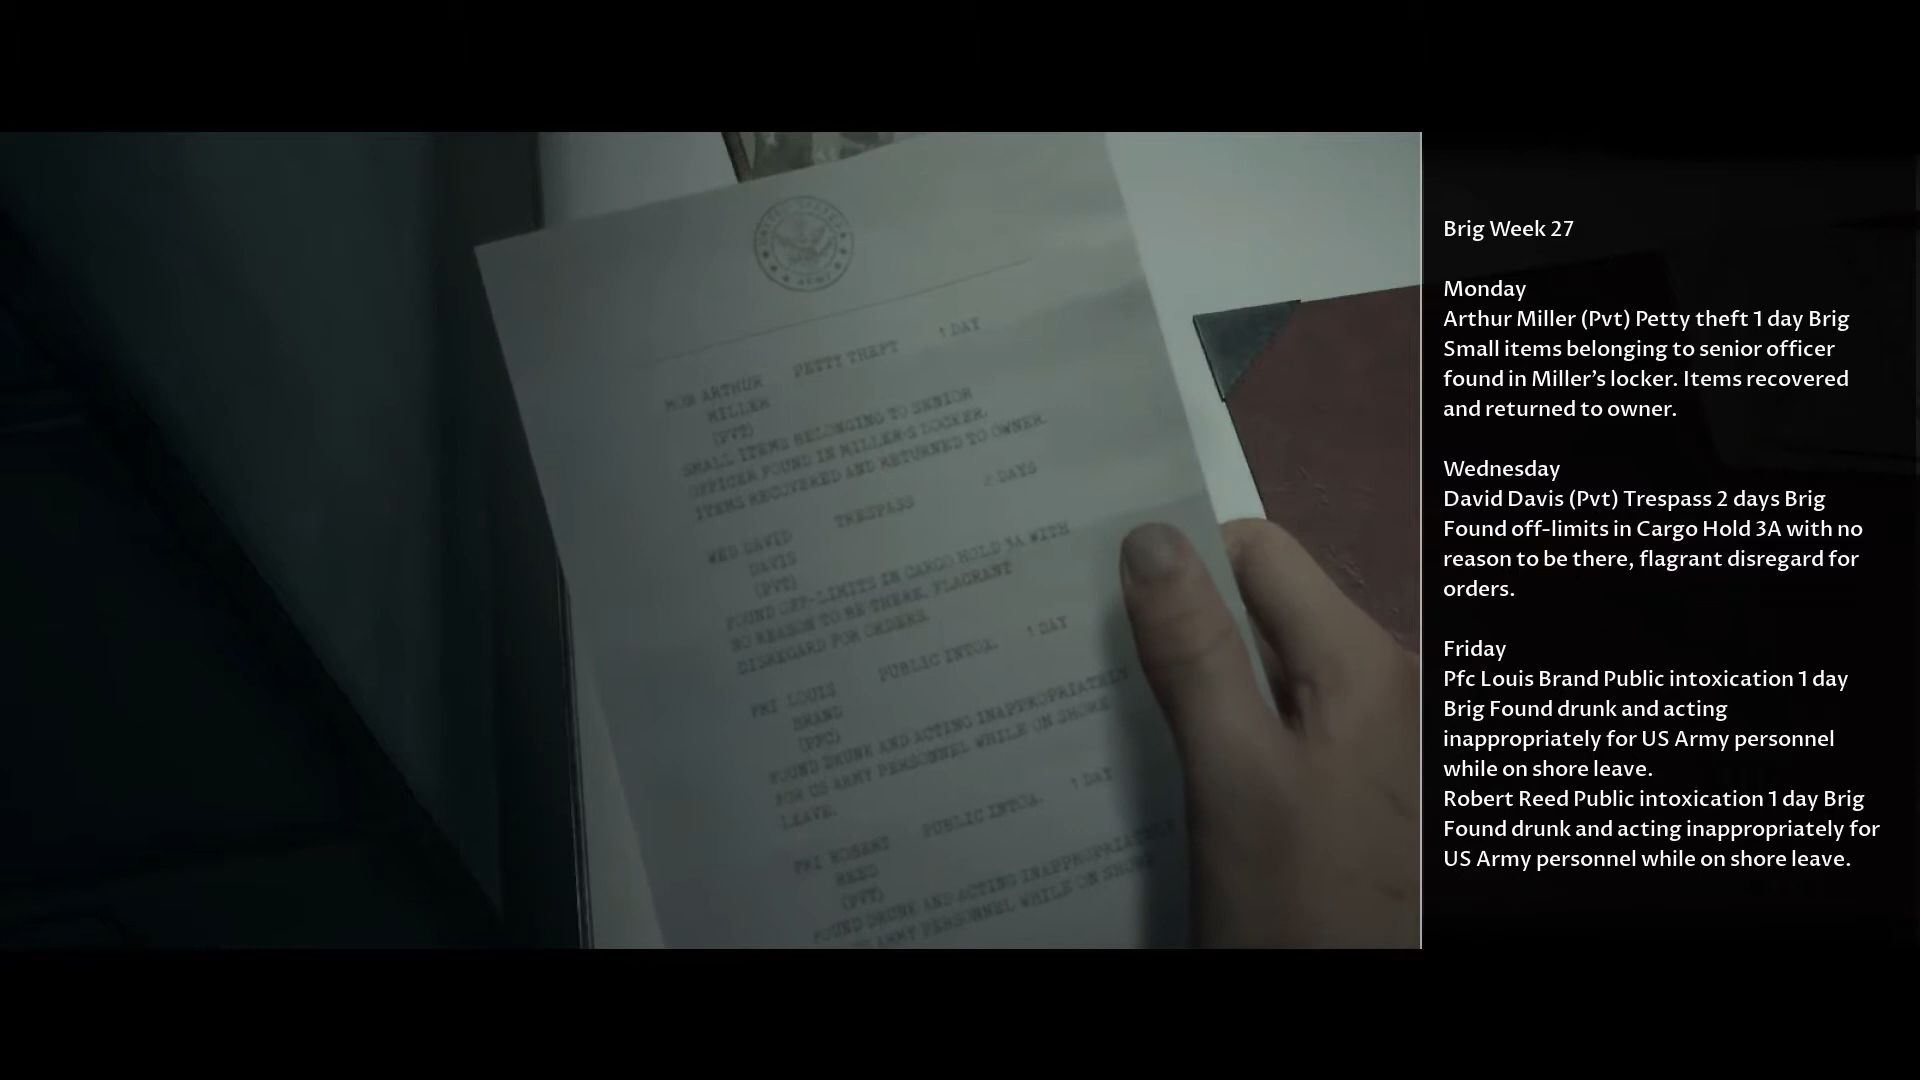 MON ARTHUR PETTY THEFT 1 DAY
MILLER
(PVT)
SMALL ITEMS BELONGING TO SENIOR
OFFICER FOUND IN MILLER'S LOCKER.
ITEMS RECOVERED AND RETURNED TO OWNER.
WED DAVID TRESPASS 2 DAYS
DAVIS
(PVT)
FOUND OFF-LIMITS IN CARGO HOLD 3A WITH
NO REASON TO BE THERE, FLAGRANT
DISREGARD FOR ORDERS.
FRI LOUIS PUBLIC INTOX. 1 DAY
BRAND
(PFC)
FOUND DRUNK AND ACTING INAPPROPRIATELY
FOR US ARMY PERSONNEL WHILE ON SHORE
LEAVE.
FRI ROBERT PUBLIC INTOX. 1 DAY
REED
(PVT)
FOUND DRUNK AND ACTING INAPPROPRIATELY
US ARMY PERSONNEL WHILE ON SHORE
Brig Week 27
Monday
Arthur Miller (Pvt) Petty theft 1 day Brig
Small items belonging to senior officer
found in Miller’s locker. Items recovered
and returned to owner.
Wednesday
David Davis (Pvt) Trespass 2 days Brig
Found off-limits in Cargo Hold 3A with no
reason to be there, flagrant disregard for
orders.
Friday
Pfc Louis Brand Public intoxication 1 day
Brig Found drunk and acting
inappropriately for US Army personnel
while on shore leave.
Robert Reed Public intoxication 1 day Brig
Found drunk and acting inappropriately for
US Army personnel while on shore leave.